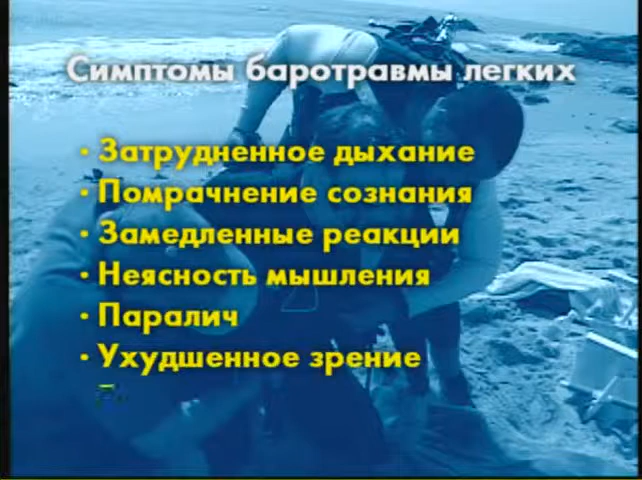 Симптомы баротравмы легких
• Затрудненное дыхание
• Помрачнение сознания
• Замедленные реакции
• Неясность мышления
• Паралич
• Ухудшенное зрение